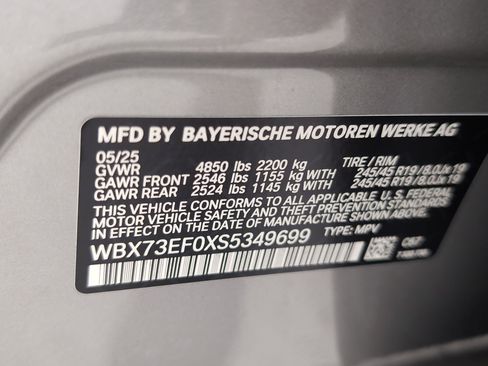 MFD BY BAYERISCHE MOTOREN WERKE AG
05/25 TIRE / RIM
GVWR 4850 lbs 2200 kg
GAWR FRONT 2546 lbs 1155 kg WITH 245/45 R19 / 8.0Jx19
GAWR REAR 2524 lbs 1145 kg WITH 245/45 R19 / 8.0Jx19
THIS VEHICLE CONFORMS TO ALL APPLICABLE U. S. FEDERAL
MOTOR VEHICLE SAFETY AND BUMPER STANDARDS
IN EFFECT ON THE DATE OF MANUFACTURE SHOWN ABOVE.
WBX73EF0XS5349699 TYPE: MPV